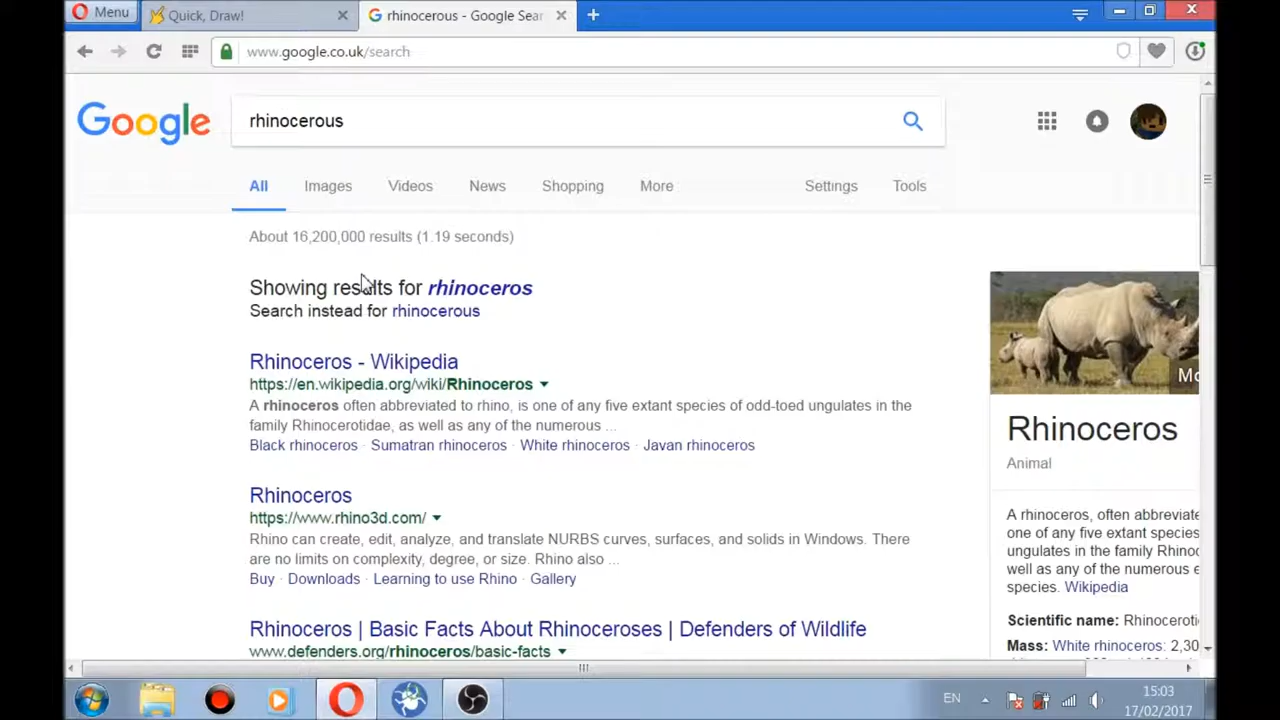 Menu
Quick, Draw!
rhinocerous - Google Sear
www.google.co.uk/search
Google
rhinocerous
All
Images
Videos
News
Shopping
More
Settings
Tools
About 16,200,000 results (1.19 seconds)
Showing results for rhinoceros
Search instead for rhinocerous
Rhinoceros - Wikipedia
https://en.wikipedia.org/wiki/Rhinoceros
A rhinoceros often abbreviated to rhino, is one of any five extant species of odd-toed ungulates in the
family Rhinocerotidae, as well as any of the numerous ...
Black rhinoceros · Sumatran rhinoceros · White rhinoceros · Javan rhinoceros
Rhinoceros
https://www.rhino3d.com/
Rhino can create, edit, analyze, and translate NURBS curves, surfaces, and solids in Windows. There
are no limits on complexity, degree, or size. Rhino also ...
Buy · Downloads · Learning to use Rhino · Gallery
Rhinoceros | Basic Facts About Rhinoceroses | Defenders of Wildlife
www.defenders.org/rhinoceros/basic-facts
Mo
Rhinoceros
Animal
A rhinoceros, often abbreviate
one of any five extant species
ungulates in the family Rhinoc
well as any of the numerous e
species. Wikipedia
Scientific name: Rhinoceroti
Mass: White rhinoceros: 2,30
EN
15:03
17/02/2017